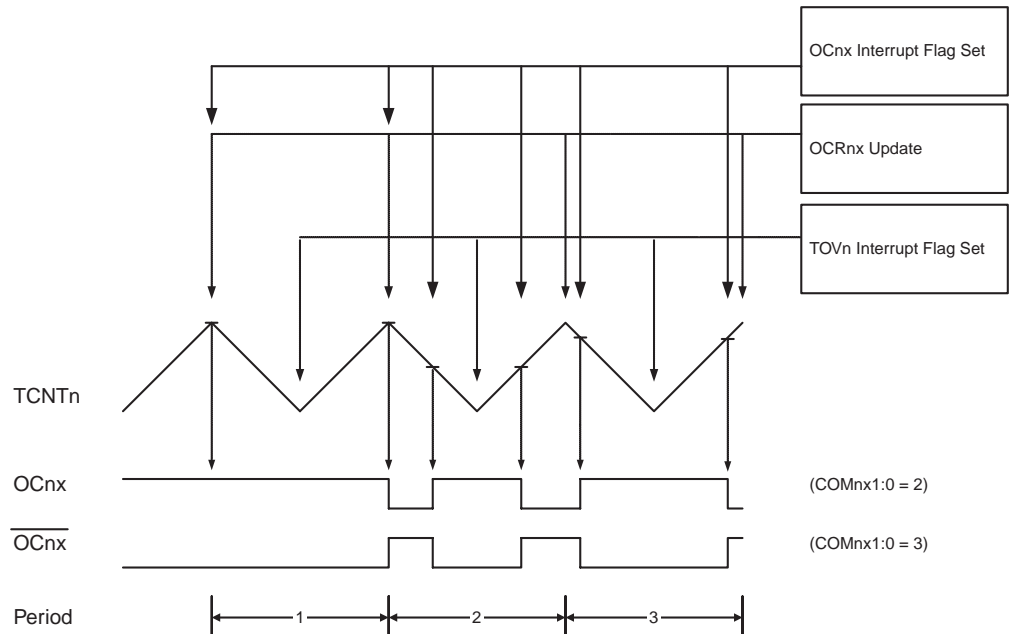 OCnx Interrupt Flag Set
OCRnx Update
TOVn Interrupt Flag Set
TCNTn
OCnx
(COMnx1:0 = 2)
OCnx
(COMnx1:0 = 3)
Period
1
2
3